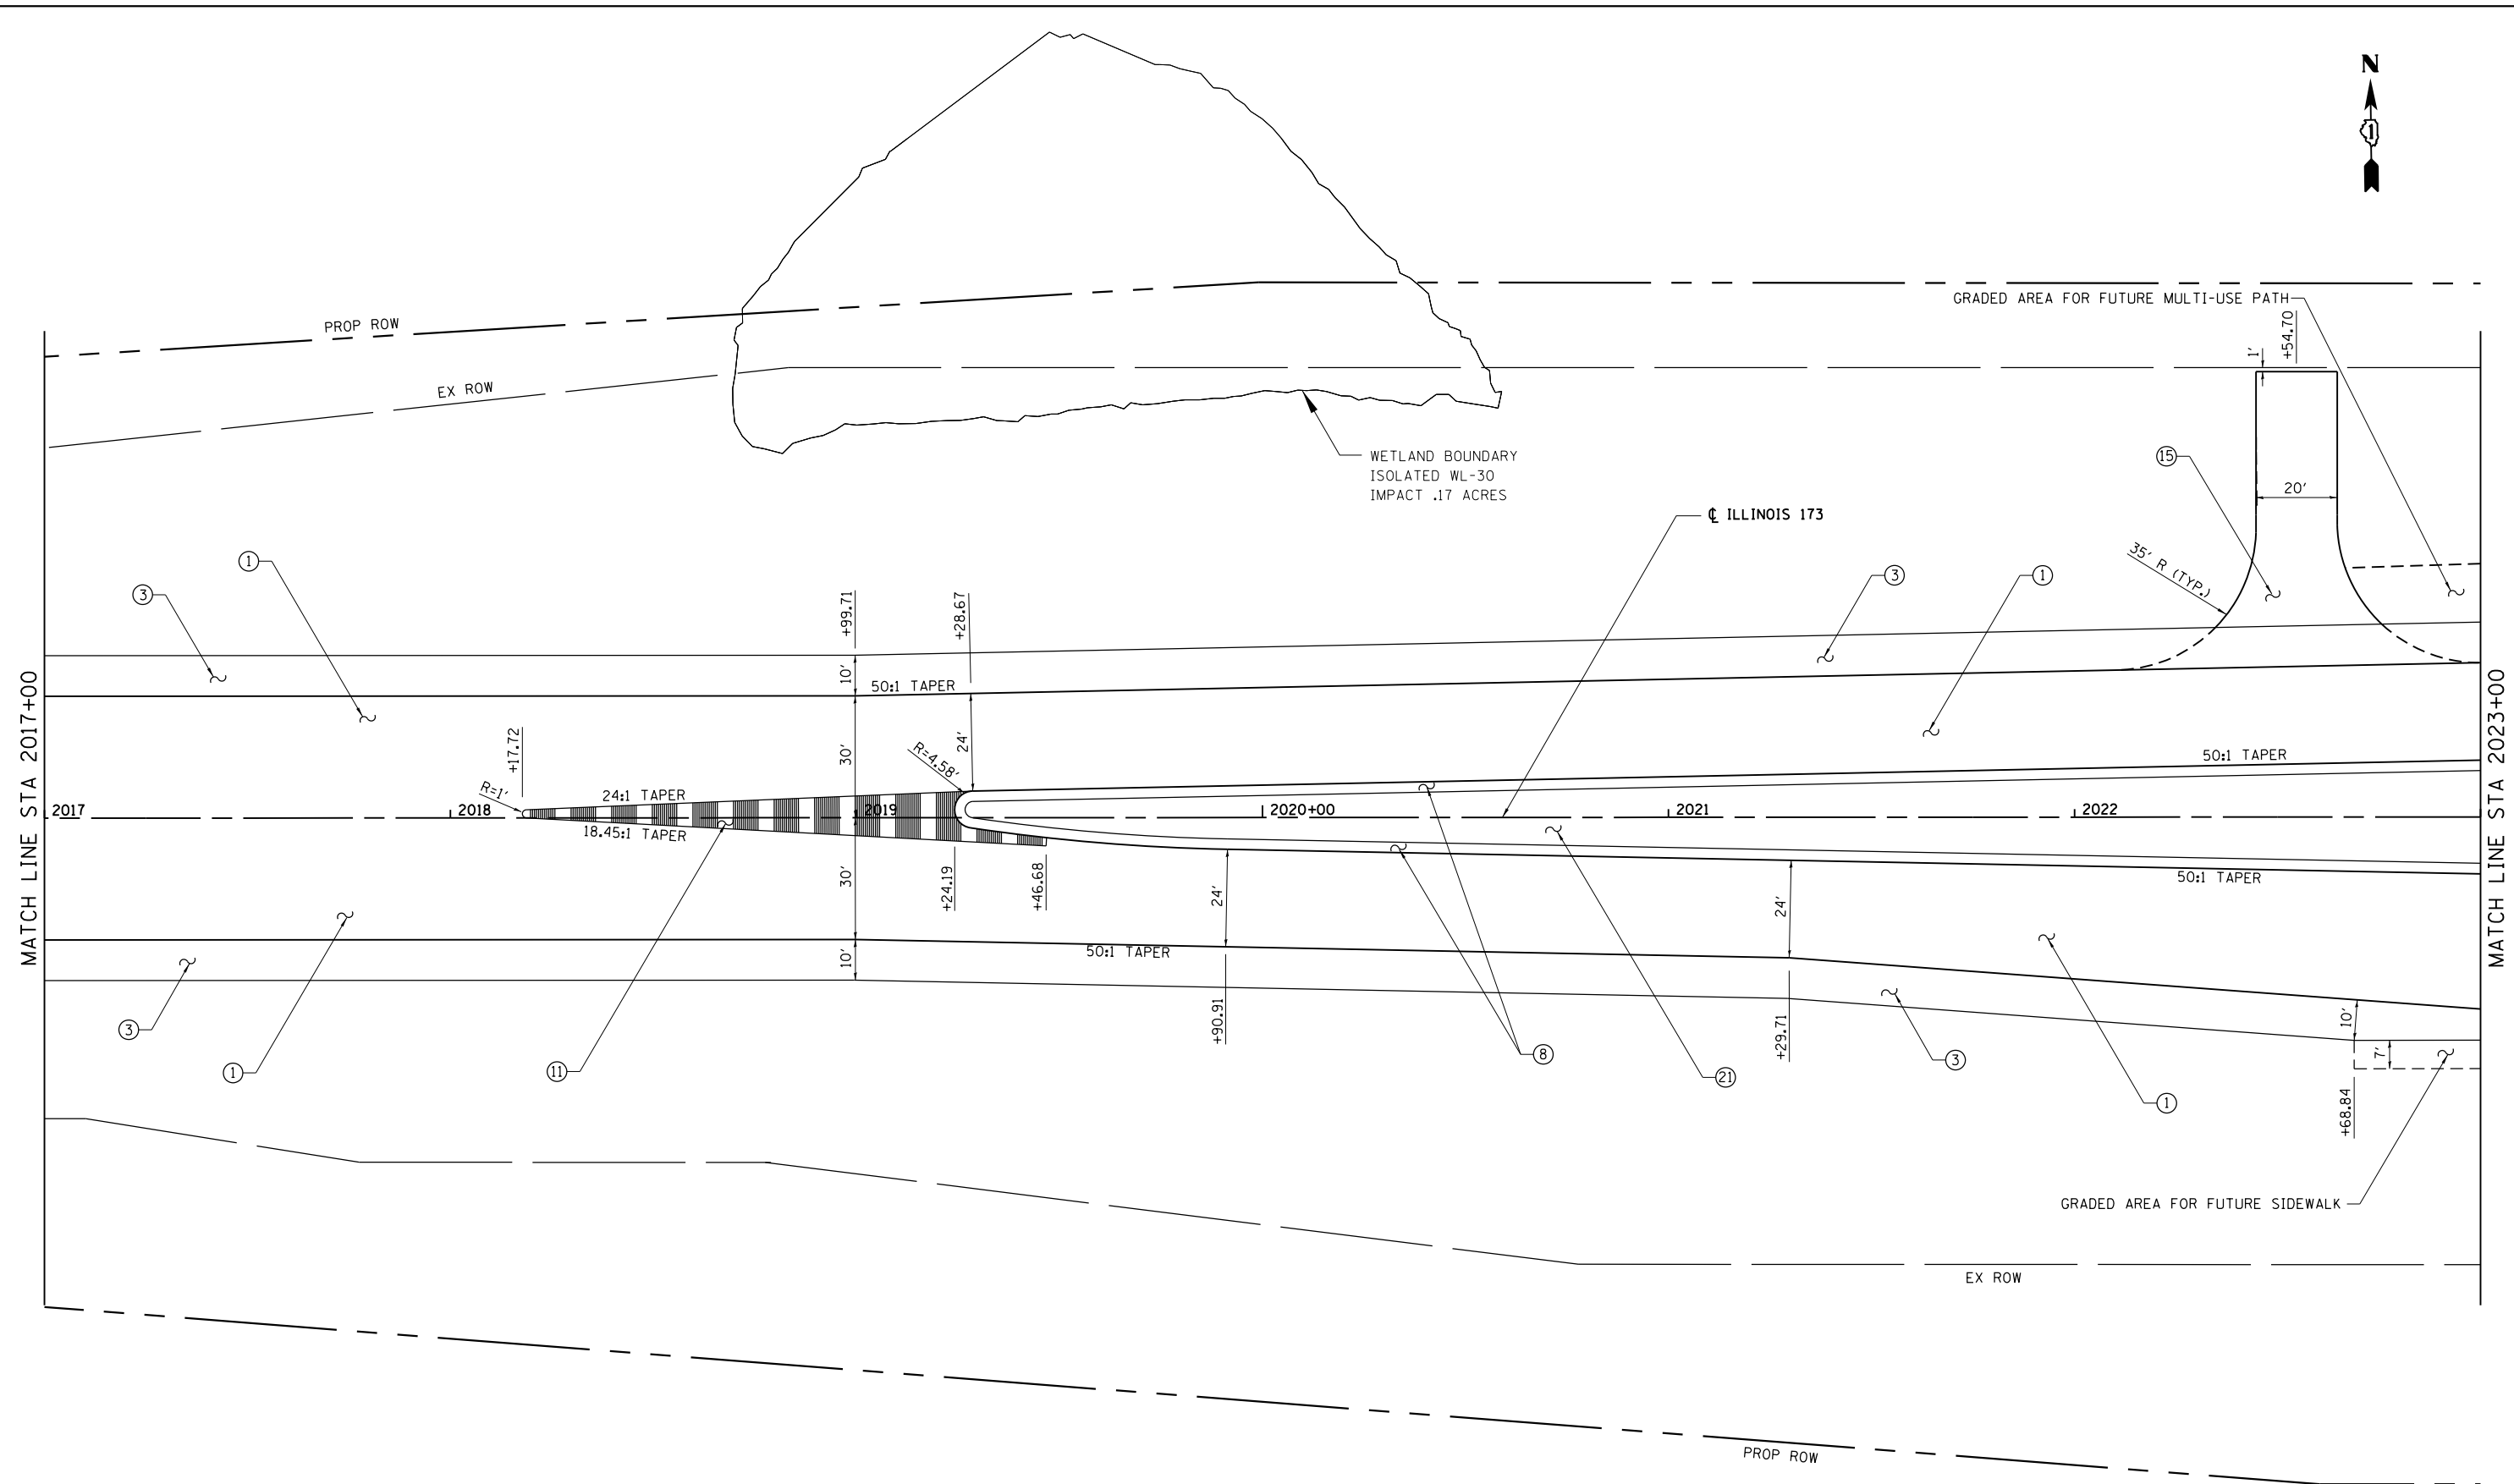 N
1
GRADED AREA FOR FUTURE MULTI-USE PATH
PROP ROW
+54.70
1'
EX ROW
WETLAND BOUNDARY
ISOLATED WL-30
IMPACT .17 ACRES
15
20'
℄ ILLINOIS 173
35' R (TYP.)
1
3
3
1
+99.71
+28.67
10'
50:1 TAPER
MATCH LINE STA 2017+00
MATCH LINE STA 2023+00
+17.72
30'
24'
R=4.58'
50:1 TAPER
R=1'
24:1 TAPER
2017
2018
2019
2020+00
2021
2022
18.45:1 TAPER
30'
+24.19
+46.68
24'
24'
50:1 TAPER
10'
50:1 TAPER
+90.91
+29.71
10'
7'
3
1
11
8
21
3
1
+68.84
GRADED AREA FOR FUTURE SIDEWALK
EX ROW
PROP ROW